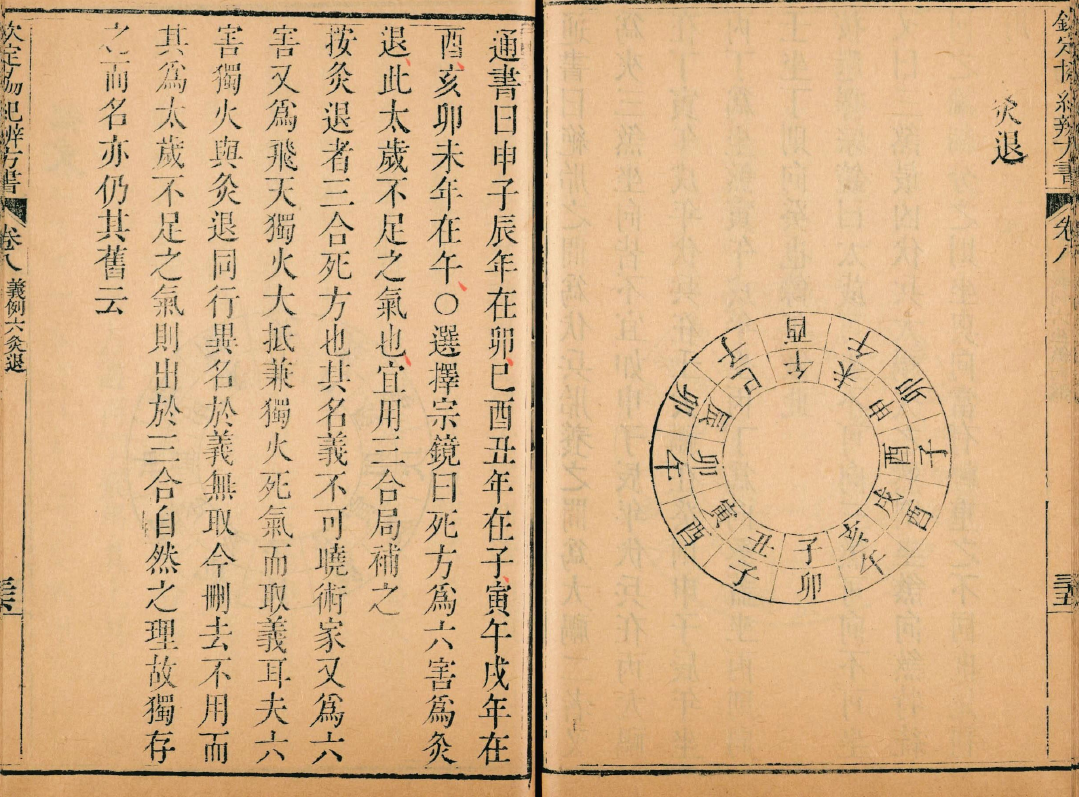 欽定協紀辨方書
卷八
灸退
子丑寅卯辰巳午未申酉戌亥
卯子酉午卯子酉午卯子酉午
通書曰申子辰年在卯巳酉丑年在子寅午戌年在
酉亥卯未年在午○選擇宗鏡曰死方爲六害爲灸
退此太歲不足之氣也宜用三合局補之
按灸退者三合死方也其名義不可曉術家又爲六
害又爲飛天獨火大抵兼獨火死氣而取義耳夫六
害獨火與灸退同行異名於義無取今刪去不用而
其爲太歲不足之氣則出於三合自然之理故獨存
之而名亦仍其舊云
欽定協紀辨方書
卷八
義例六灸退